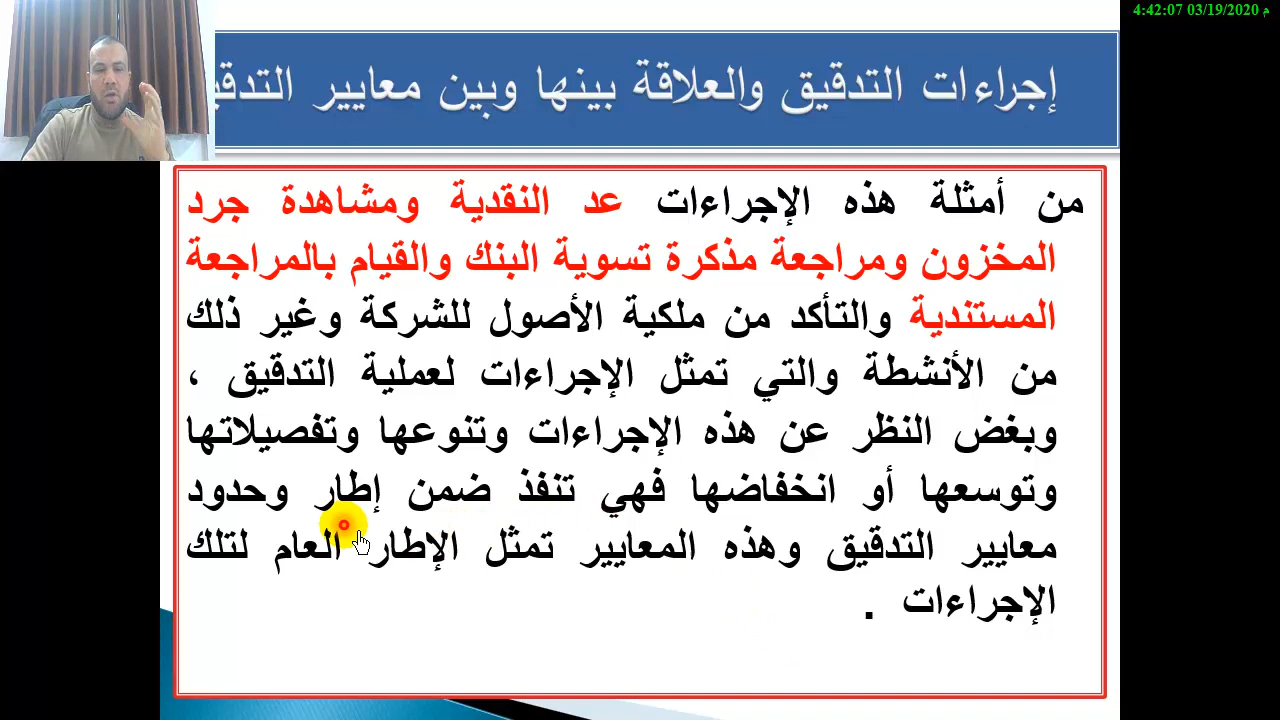 4:42:07 03/19/2020 م
إجراءات التدقيق والعلاقة بينها وبين معايير
من أمثلة هذه الإجراءات عد النقدية ومشاهدة جرد
المخزون ومراجعة مذكرة تسوية البنك والقيام بالمراجعة
المستندية والتأكد من ملكية الأصول للشركة وغير ذلك
من الأنشطة والتي تمثل الإجراءات لعملية التدقيق ،
وبغض النظر عن هذه الإجراءات وتنوعها وتفصيلاتها
وتوسعها أو انخفاضها فهي تنفذ ضمن إطار وحدود
معايير التدقيق وهذه المعايير تمثل الإطار العام لتلك
الإجراءات .